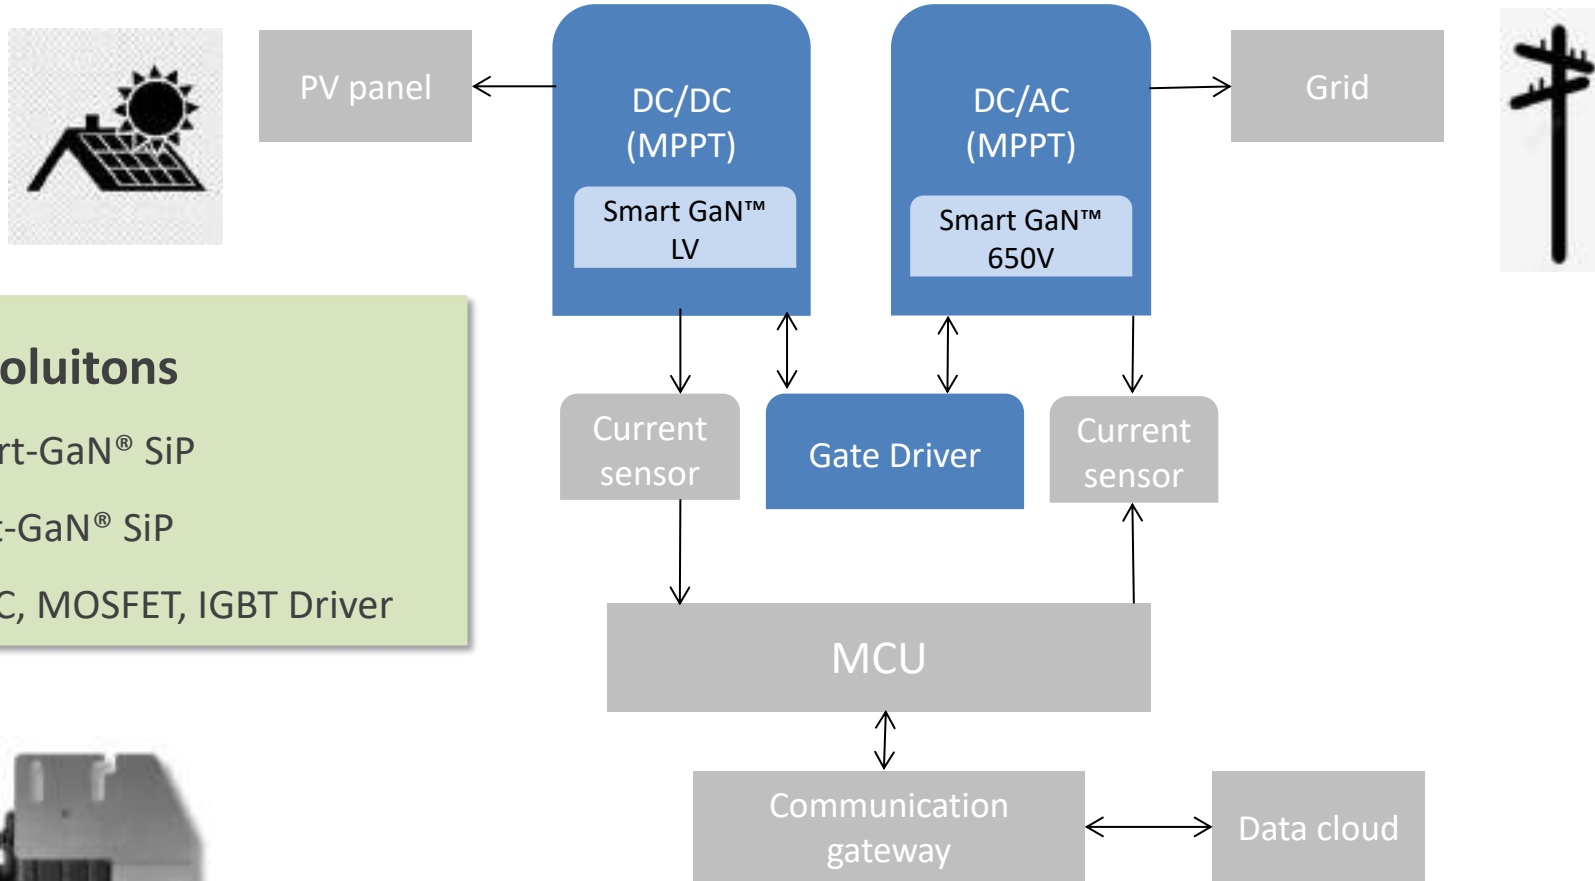 PV panel
DC/DC
(MPPT)
Smart GaN™
LV
DC/AC
(MPPT)
Smart GaN™
650V
Grid
oluitons
rt-GaN® SiP
t-GaN® SiP
C, MOSFET, IGBT Driver
Current
sensor
Gate Driver
Current
sensor
MCU
Communication
gateway
Data cloud